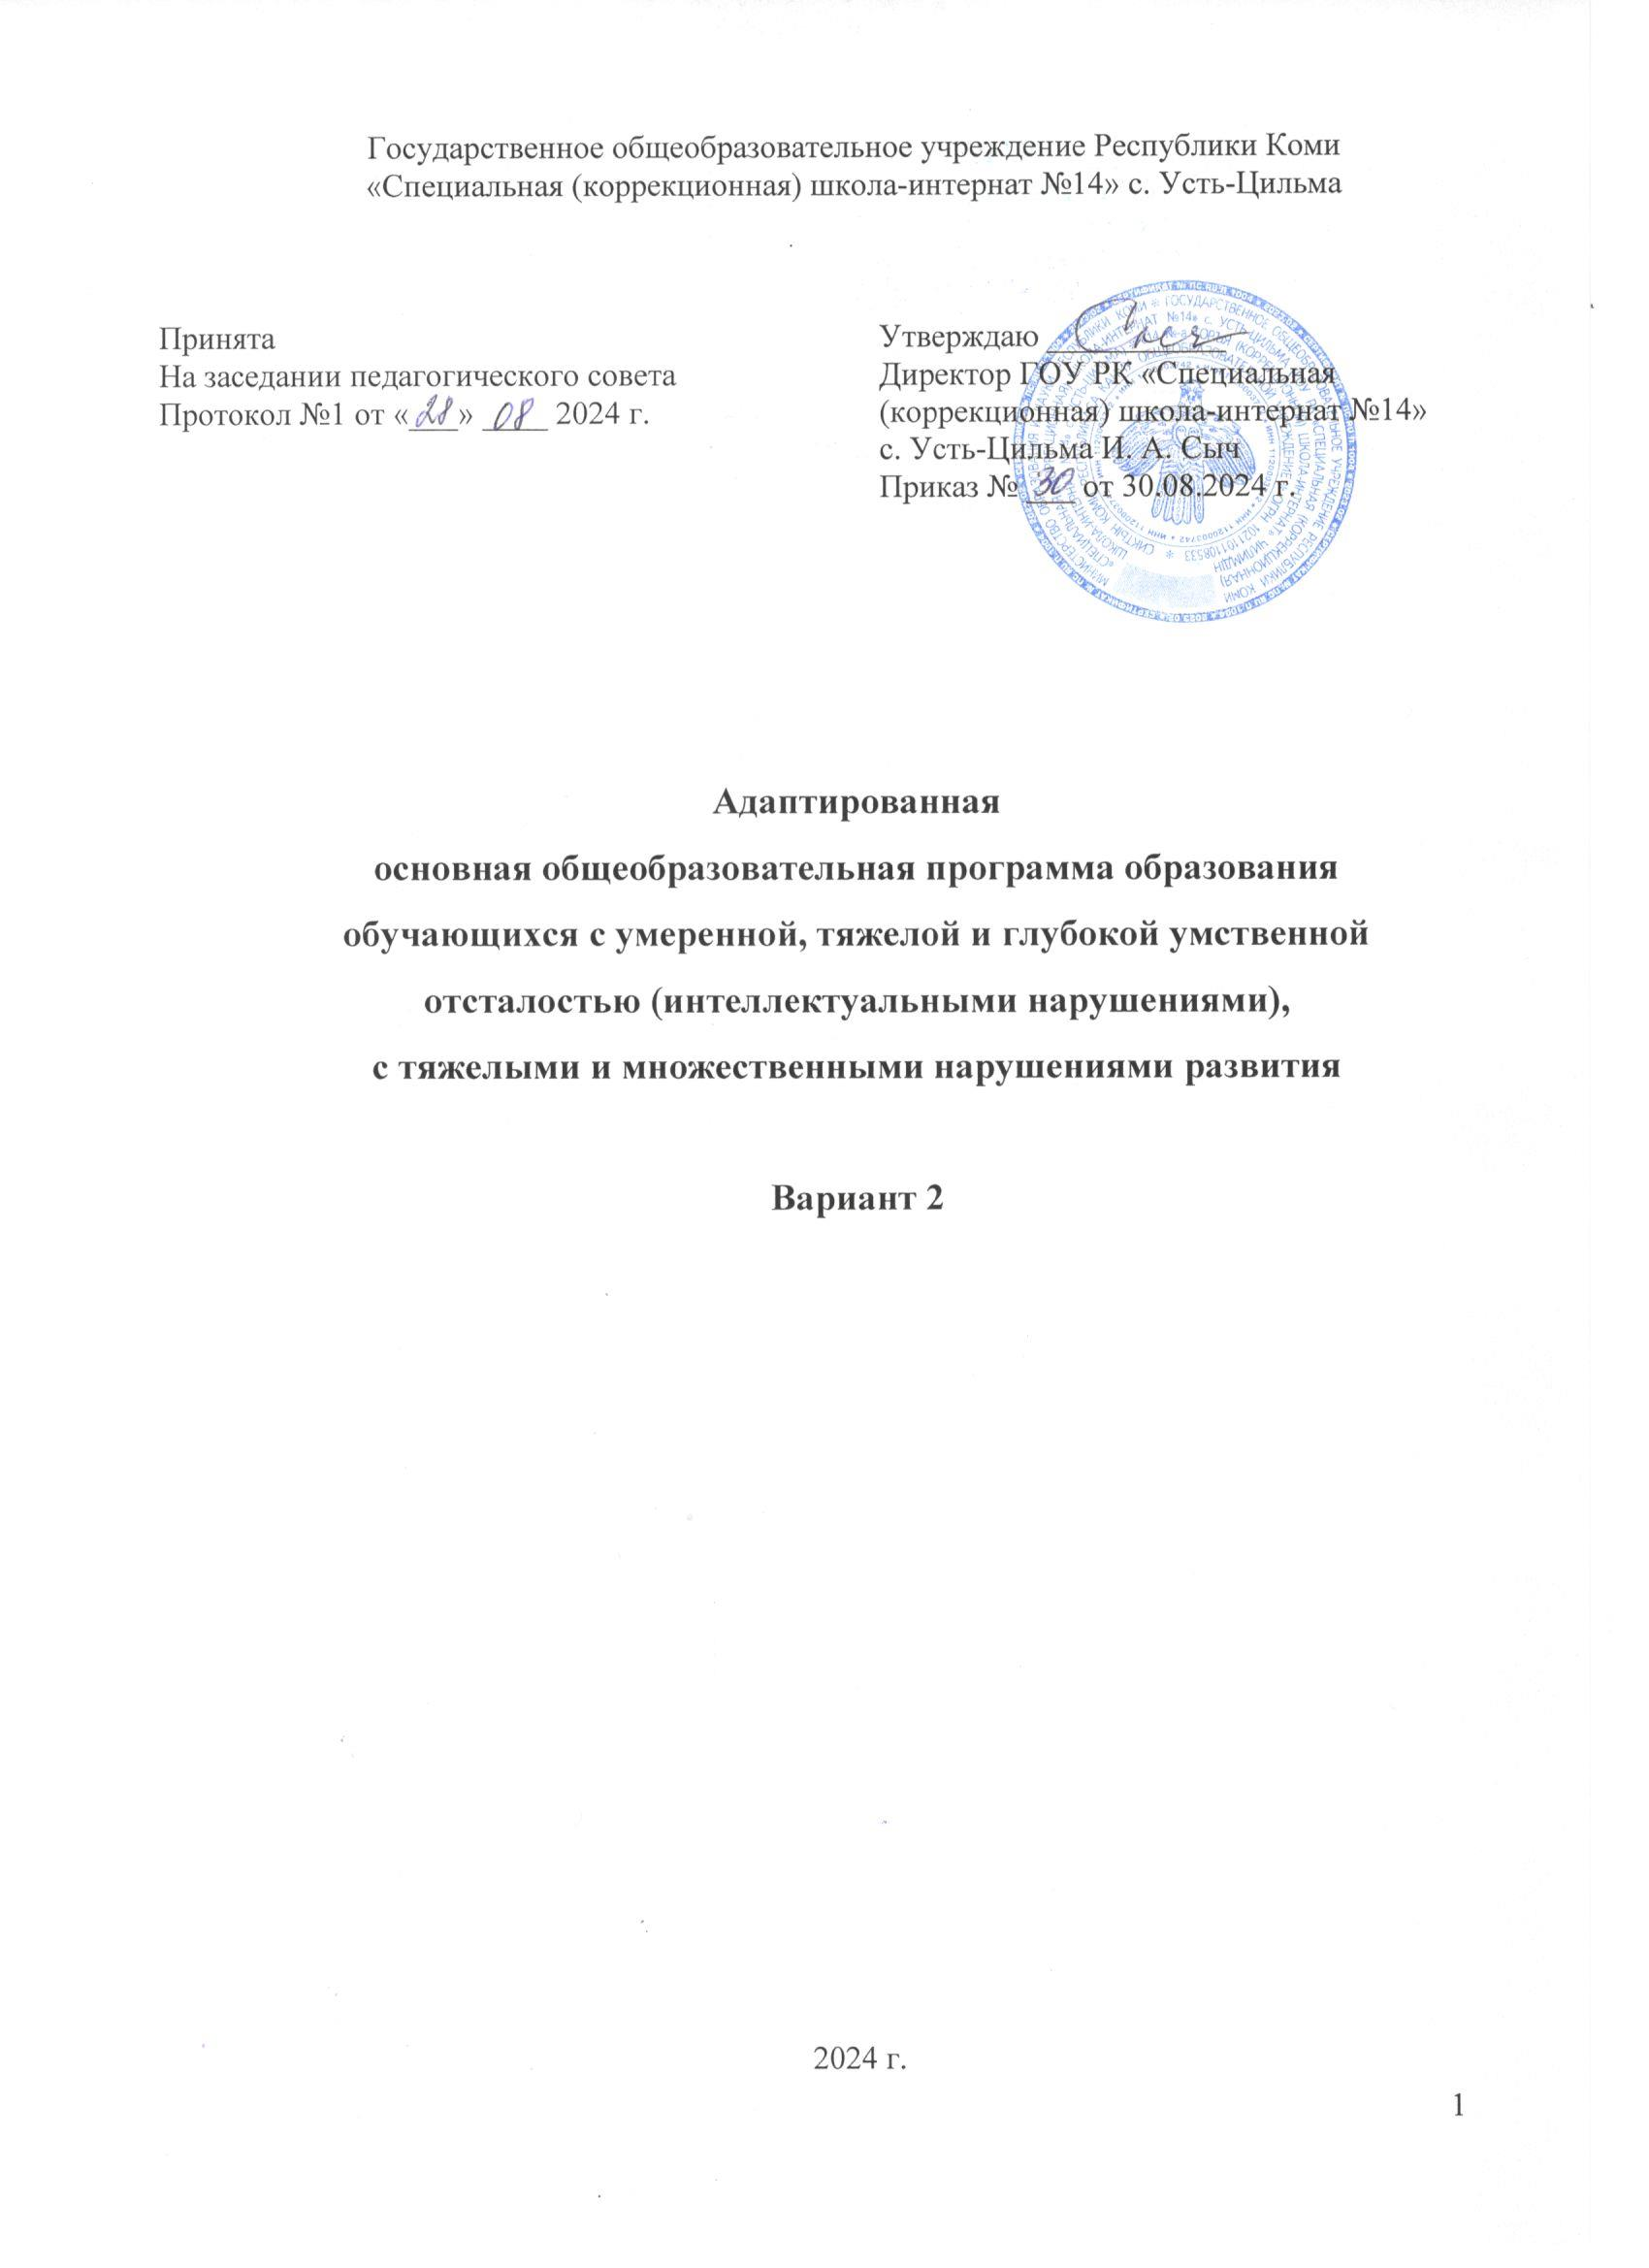 Государственное общеобразовательное учреждение Республики Коми
«Специальная (коррекционная) школа-интернат №14» с. Усть-Цильма
Принята
На заседании педагогического совета
Протокол №1 от «28» 08 2024 г.
Утверждаю
Директор ГОУ РК «Специальная
(коррекционная) школа-интернат №14»
с. Усть-Цильма И. А. Сыч
Приказ № 30 от 30.08.2024 г.
Адаптированная
основная общеобразовательная программа образования
обучающихся с умеренной, тяжелой и глубокой умственной
отсталостью (интеллектуальными нарушениями),
с тяжелыми и множественными нарушениями развития
Вариант 2
2024 г.
1